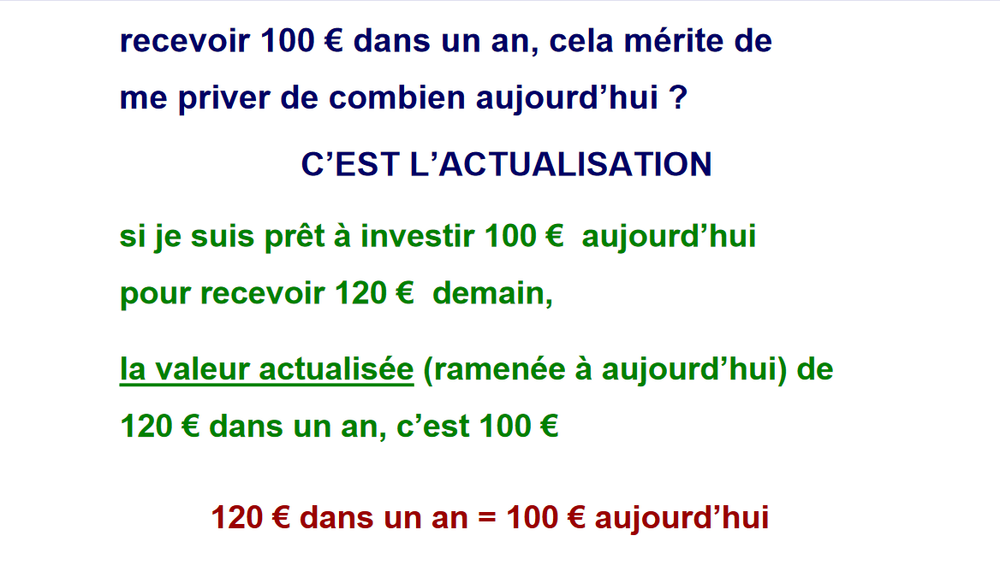 recevoir 100 € dans un an, cela mérite de
me priver de combien aujourd’hui ?
C’EST L’ACTUALISATION
si je suis prêt à investir 100 €  aujourd’hui
pour recevoir 120 €  demain,
la valeur actualisée (ramenée à aujourd’hui) de
120 € dans un an, c’est 100 €
120 € dans un an = 100 € aujourd’hui